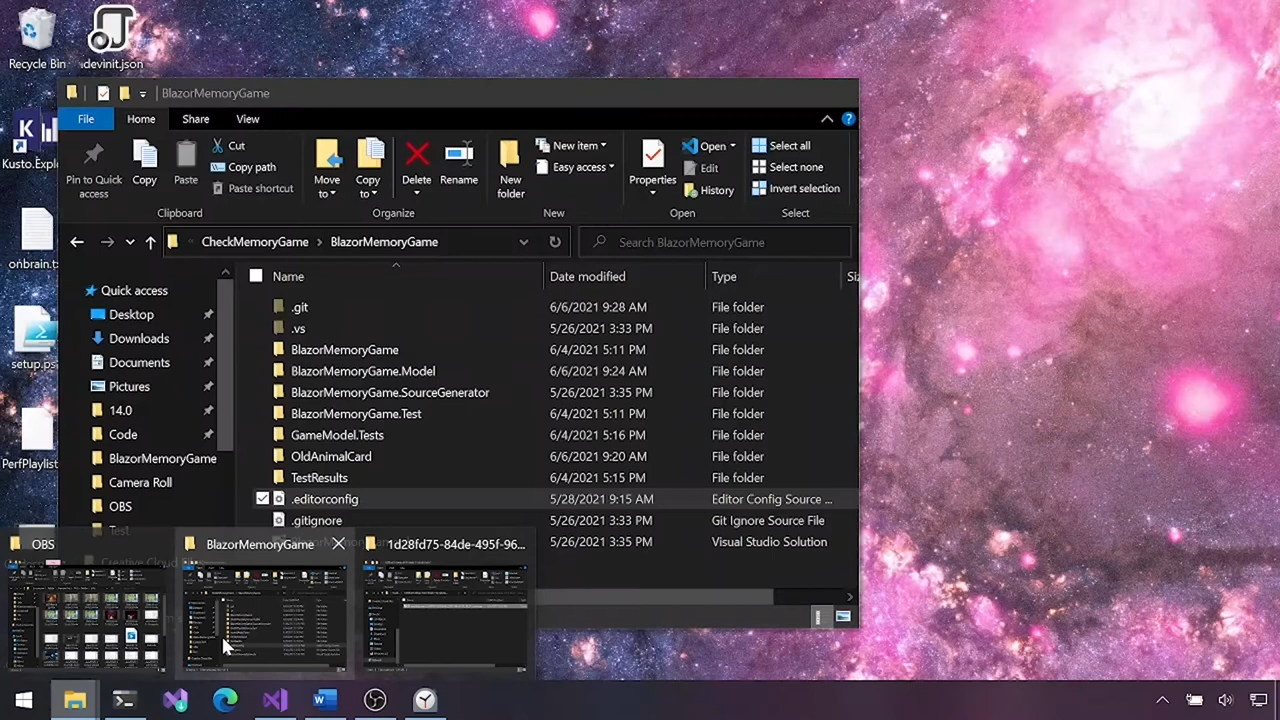 Recycle Bin
.devinit.json
BlazorMemoryGame
File
Home
Share
View
Pin to Quick access
Copy
Paste
Cut
Copy path
Paste shortcut
Move to
Copy to
Delete
Rename
New folder
New item
Easy access
Properties
Open
Edit
History
Select all
Select none
Invert selection
Clipboard
Organize
New
Open
Select
CheckMemoryGame
BlazorMemoryGame
Search BlazorMemoryGame
Name
Date modified
Type
Quick access
Desktop
Downloads
Documents
Pictures
14.0
Code
BlazorMemoryGame
Camera Roll
OBS
Test
.git 6/6/2021 9:28 AM File folder
.vs 5/26/2021 3:33 PM File folder
BlazorMemoryGame 6/4/2021 5:11 PM File folder
BlazorMemoryGame.Model 6/6/2021 9:24 AM File folder
BlazorMemoryGame.SourceGenerator 5/26/2021 3:35 PM File folder
BlazorMemoryGame.Test 6/4/2021 5:11 PM File folder
GameModel.Tests 6/4/2021 5:16 PM File folder
OldAnimalCard 6/6/2021 9:20 AM File folder
TestResults 6/4/2021 5:15 PM File folder
.editorconfig 5/28/2021 9:15 AM Editor Config Source ...
.gitignore 5/26/2021 3:33 PM Git Ignore Source File
5/26/2021 3:35 PM Visual Studio Solution
Kusto.Explo
onbrain.tx
setup.ps
PerfPlaylist
OBS
BlazorMemoryGame
1d28fd75-84de-495f-96...